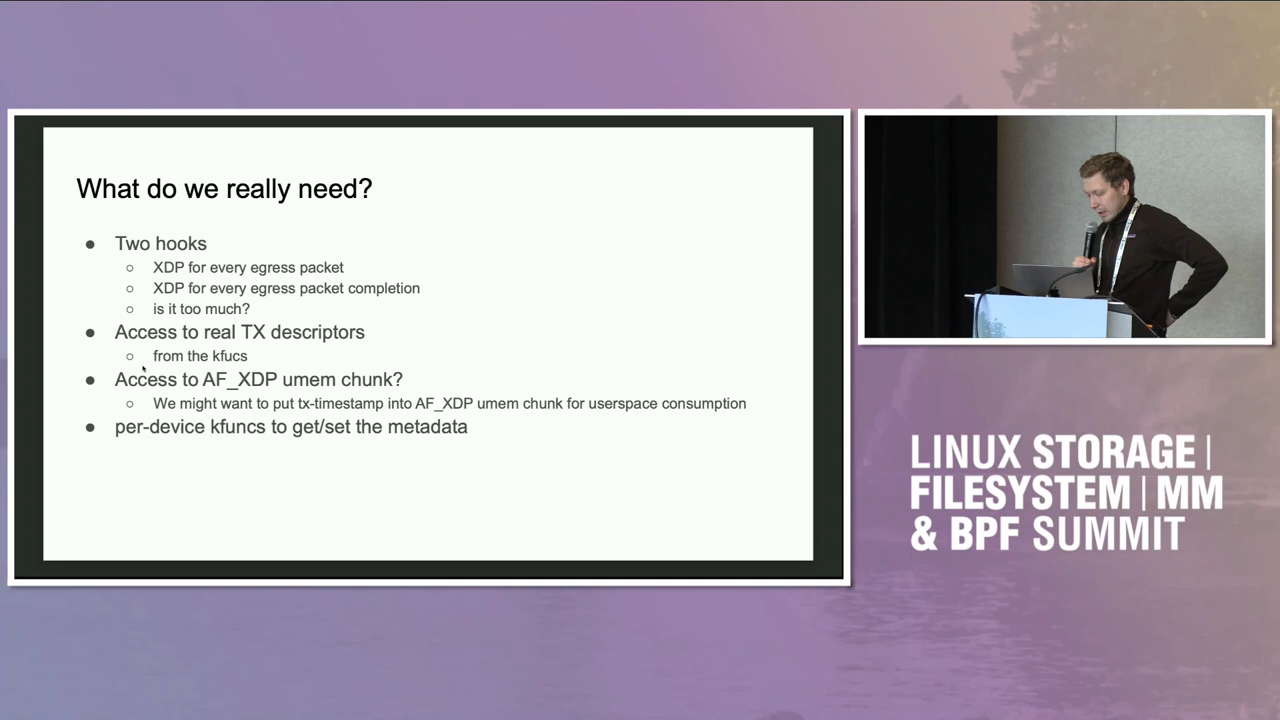 What do we really need?
● Two hooks
○ XDP for every egress packet
○ XDP for every egress packet completion
○ is it too much?
● Access to real TX descriptors
○ from the kfucs
● Access to AF_XDP umem chunk?
○ We might want to put tx-timestamp into AF_XDP umem chunk for userspace consumption
● per-device kfuncs to get/set the metadata
LINUX STORAGE |
FILESYSTEM | MM
& BPF SUMMIT